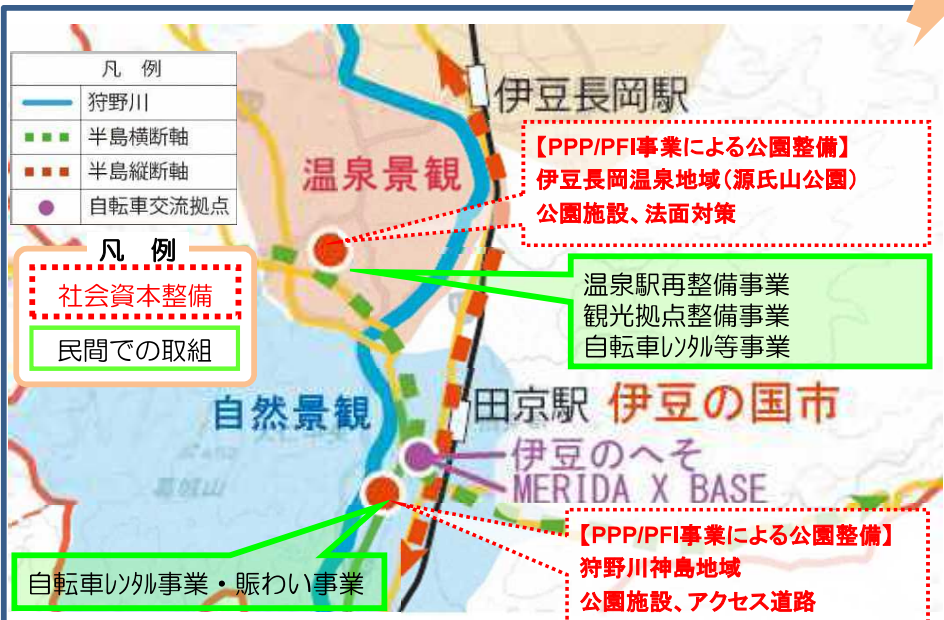 凡 例
狩野川
半島横断軸
半島縦断軸
自転車交流拠点
凡 例
社会資本整備
民間での取組
伊豆長岡駅
温泉景観
【PPP/PFI事業による公園整備】
伊豆長岡温泉地域(源氏山公園)
公園施設、法面対策
温泉駅再整備事業
観光拠点整備事業
自転車ﾚﾝﾀﾙ等事業
自然景観
田京駅 伊豆の国市
伊豆のへそ
MERIDA X BASE
葛城山
自転車ﾚﾝﾀﾙ事業・賑わい事業
【PPP/PFI事業による公園整備】
狩野川神島地域
公園施設、アクセス道路